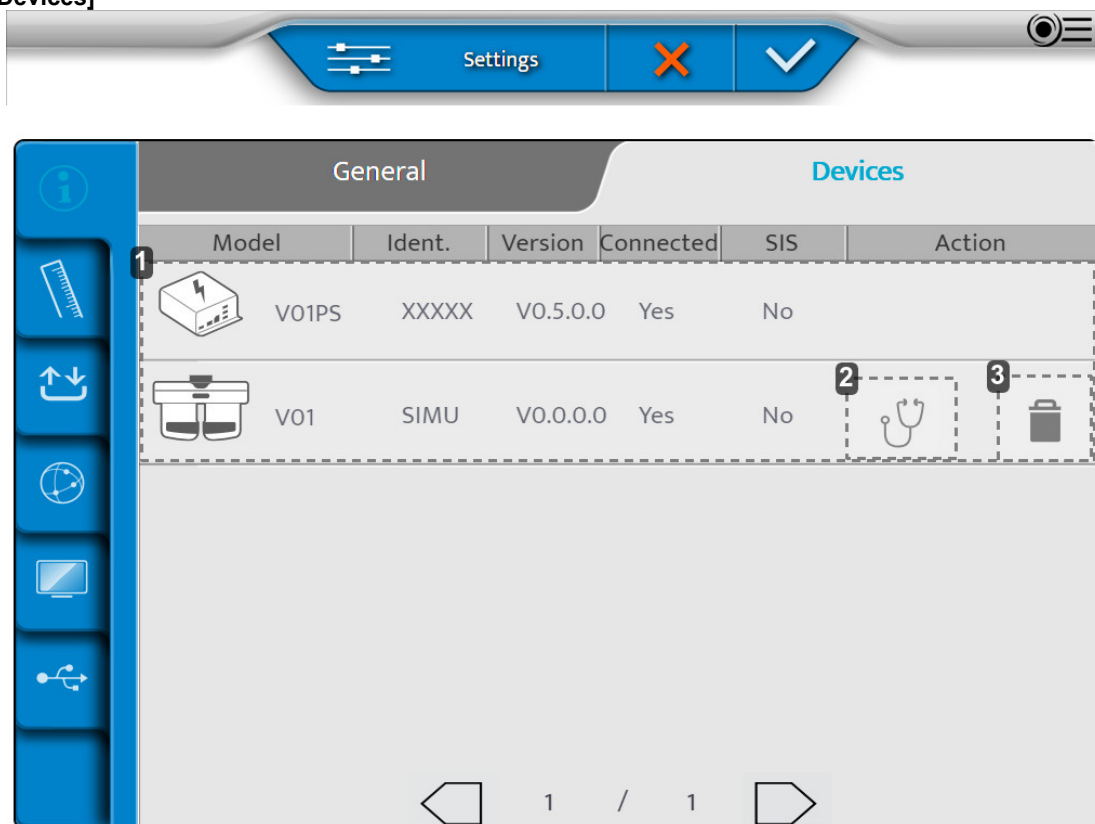 Devices]
Settings
General Devices
Model Ident. Version Connected SIS Action
1
V01PS XXXXX V0.5.0.0 Yes No
2 3
V01 SIMU V0.0.0.0 Yes No
1 / 1